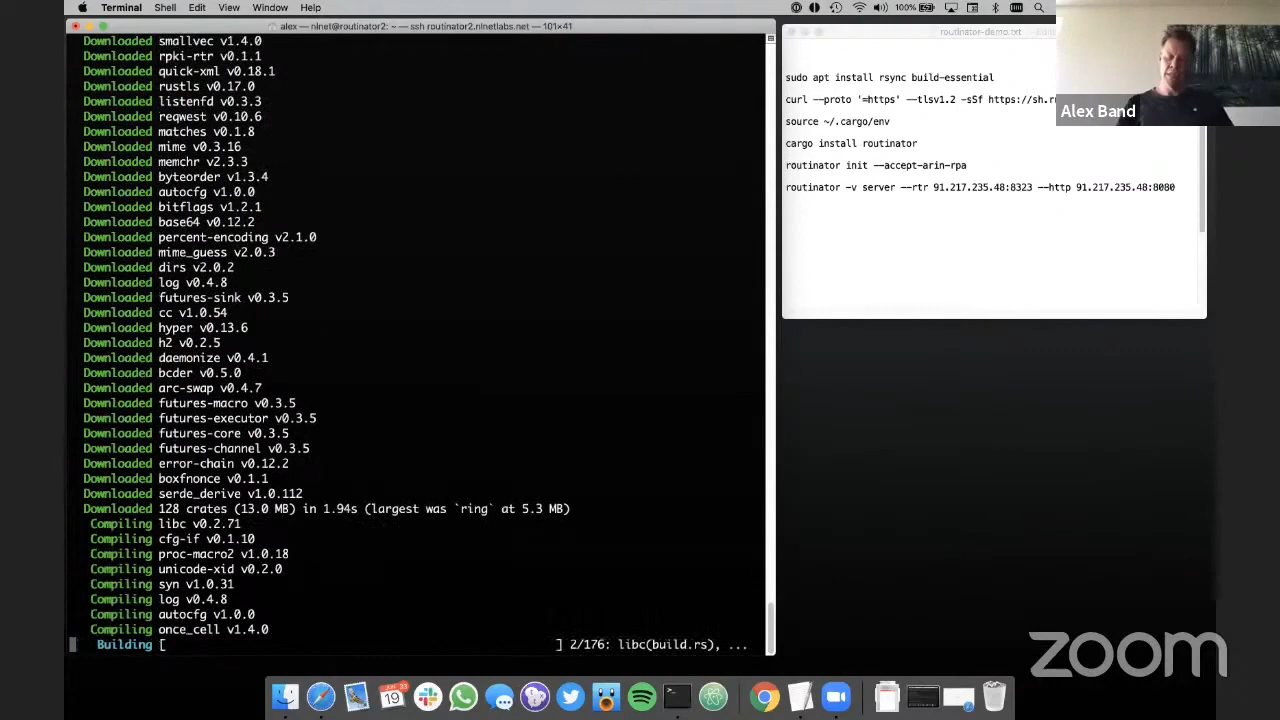 Terminal Shell Edit View Window Help
100%
alex — nlnet@routinator2: ~ — ssh routinator2.nlnetlabs.net — 101×41
Downloaded smallvec v1.4.0
Downloaded rpki-rtr v0.1.1
Downloaded quick-xml v0.18.1
Downloaded rustls v0.17.0
Downloaded listenfd v0.3.3
Downloaded reqwest v0.10.6
Downloaded matches v0.1.8
Downloaded mime v0.3.16
Downloaded memchr v2.3.3
Downloaded byteorder v1.3.4
Downloaded autocfg v1.0.0
Downloaded bitflags v1.2.1
Downloaded base64 v0.12.2
Downloaded percent-encoding v2.1.0
Downloaded mime_guess v2.0.3
Downloaded dirs v2.0.2
Downloaded log v0.4.8
Downloaded futures-sink v0.3.5
Downloaded cc v1.0.54
Downloaded hyper v0.13.6
Downloaded h2 v0.2.5
Downloaded daemonize v0.4.1
Downloaded bcder v0.5.0
Downloaded arc-swap v0.4.7
Downloaded futures-macro v0.3.5
Downloaded futures-executor v0.3.5
Downloaded futures-core v0.3.5
Downloaded futures-channel v0.3.5
Downloaded error-chain v0.12.2
Downloaded boxfnonce v0.1.1
Downloaded serde_derive v1.0.112
Downloaded 128 crates (13.0 MB) in 1.94s (largest was `ring` at 5.3 MB)
Compiling libc v0.2.71
Compiling cfg-if v0.1.10
Compiling proc-macro2 v1.0.18
Compiling unicode-xid v0.2.0
Compiling syn v1.0.31
Compiling log v0.4.8
Compiling autocfg v1.0.0
Compiling once_cell v1.4.0
Building [ ] 2/176: libc(build.rs), ...
routinator-demo.txt
sudo apt install rsync build-essential
curl --proto '=https' --tlsv1.2 -sSf https://sh.r
source ~/.cargo/env
cargo install routinator
routinator init --accept-arin-rpa
routinator -v server --rtr 91.217.235.48:8323 --http 91.217.235.48:8080
Alex Band
zoom
19